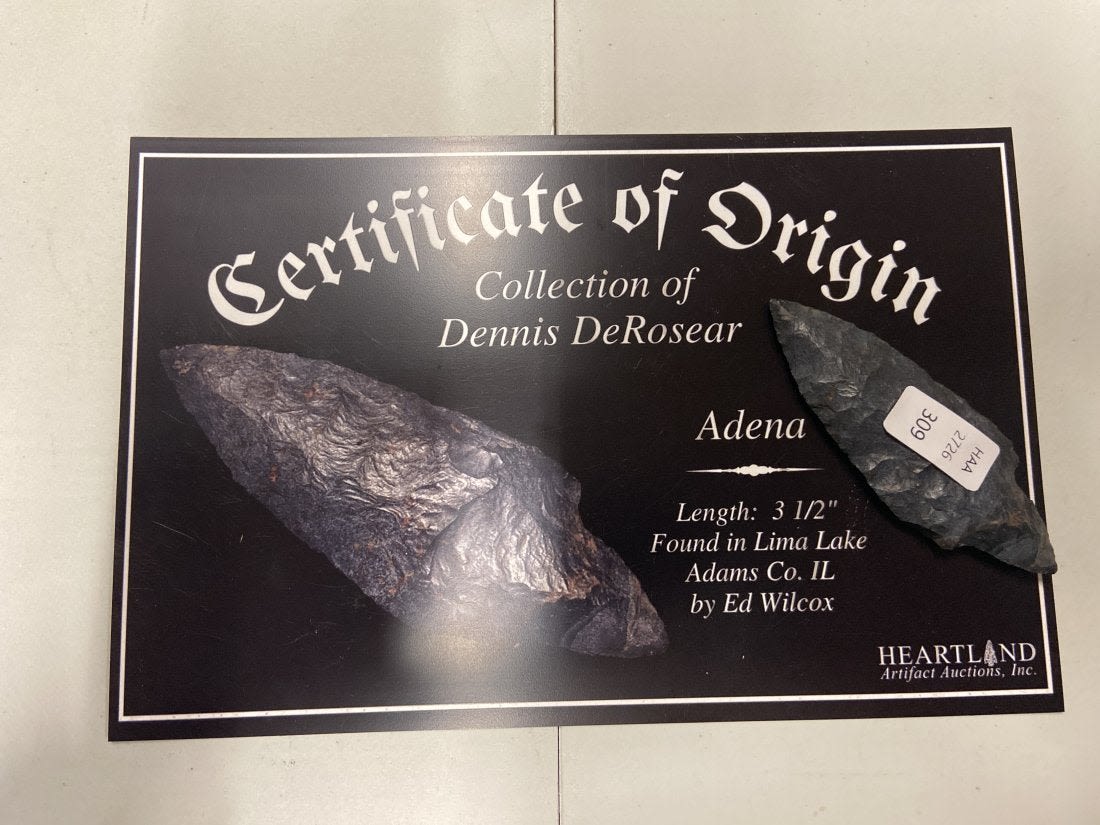 Certificate of Origin
Collection of
Dennis DeRosear
Adena
Length: 3 1/2"
Found in Lima Lake
Adams Co. IL
by Ed Wilcox
HEARTLAND
Artifact Auctions, Inc.
HAA
2726
309